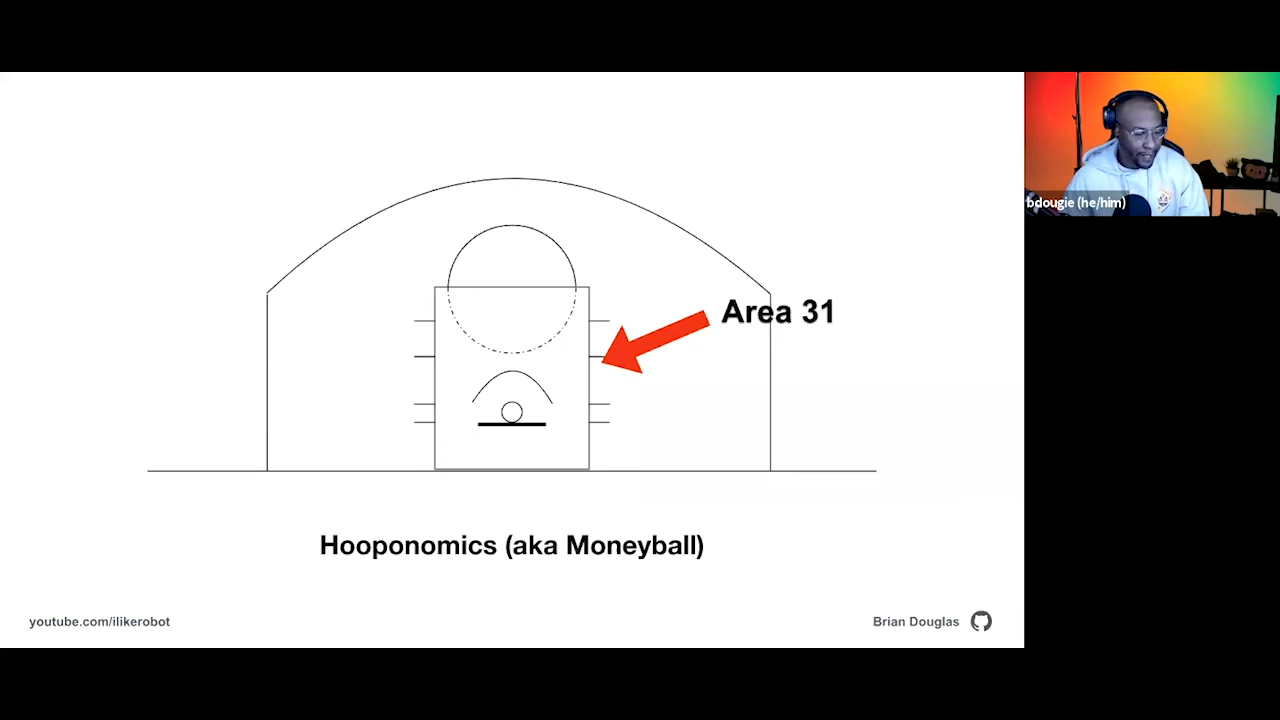 bdougie (he/him)
Area 31
Hooponomics (aka Moneyball)
youtube.com/ilikerobot
Brian Douglas